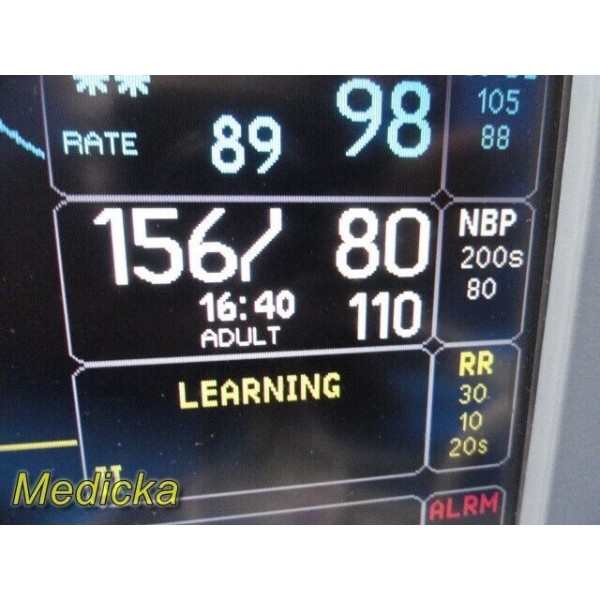 ** 98 105
RATE 89 88
156/ 80 NBP
200s
16:40 110 80
ADULT
LEARNING RR
30
10
20s
Medicka
ALRM